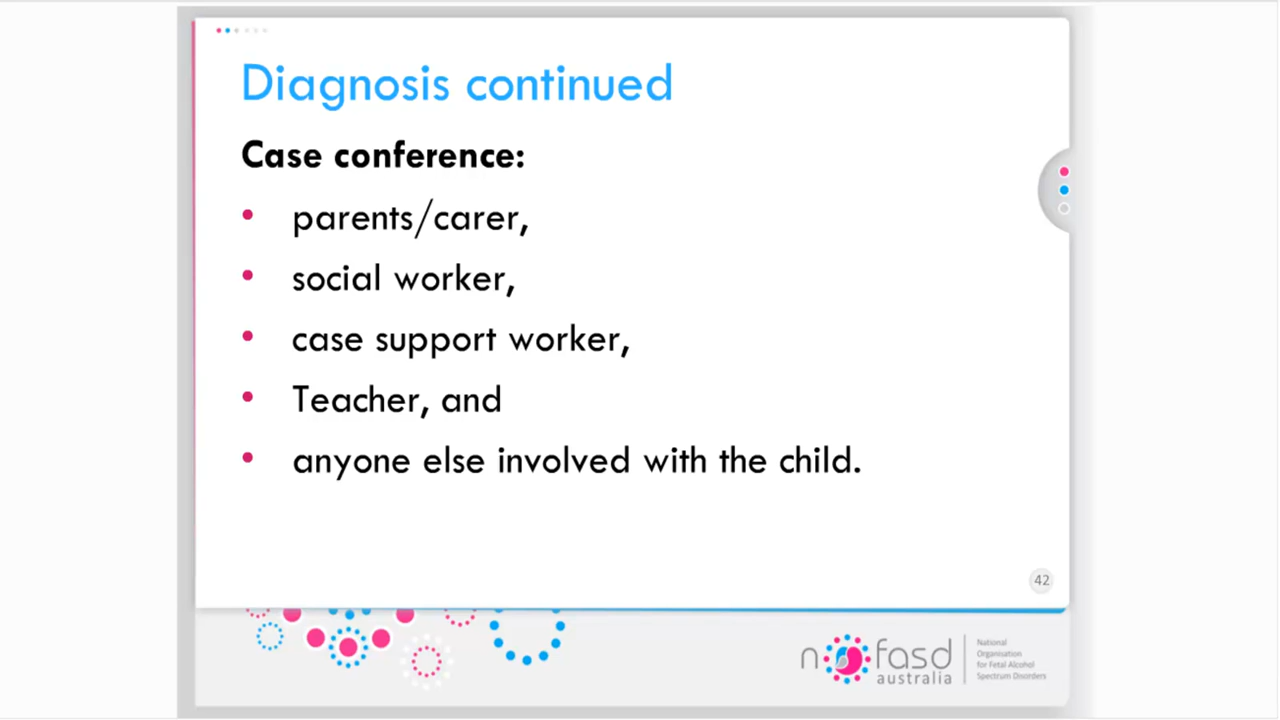 Diagnosis continued
Case conference:
• parents/carer,
• social worker,
• case support worker,
• Teacher, and
• anyone else involved with the child.
42
nofasd
australia
National
Organisation
for Fetal Alcohol
Spectrum Disorders